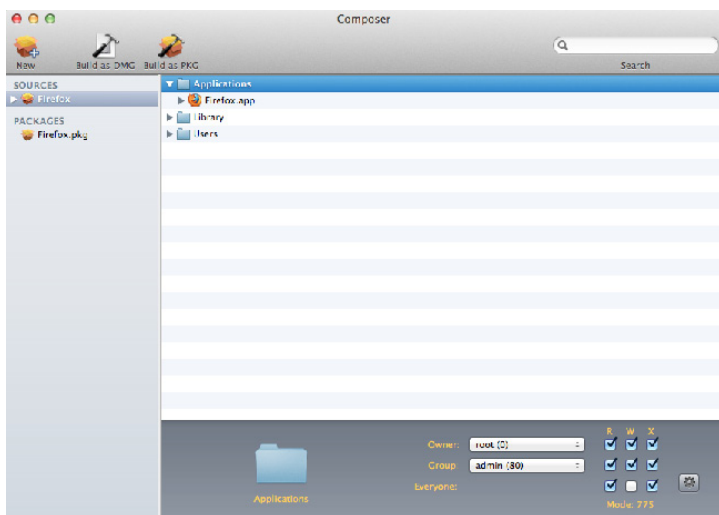 Composer
New Build as DMG Build as PKG Search
SOURCES
Firefox
PACKAGES
Firefox.pkg
Applications
Firefox.app
Library
Users
R W X
Owner: root (0)
Group: admin (80)
Everyone:
Applications
Mode: 775